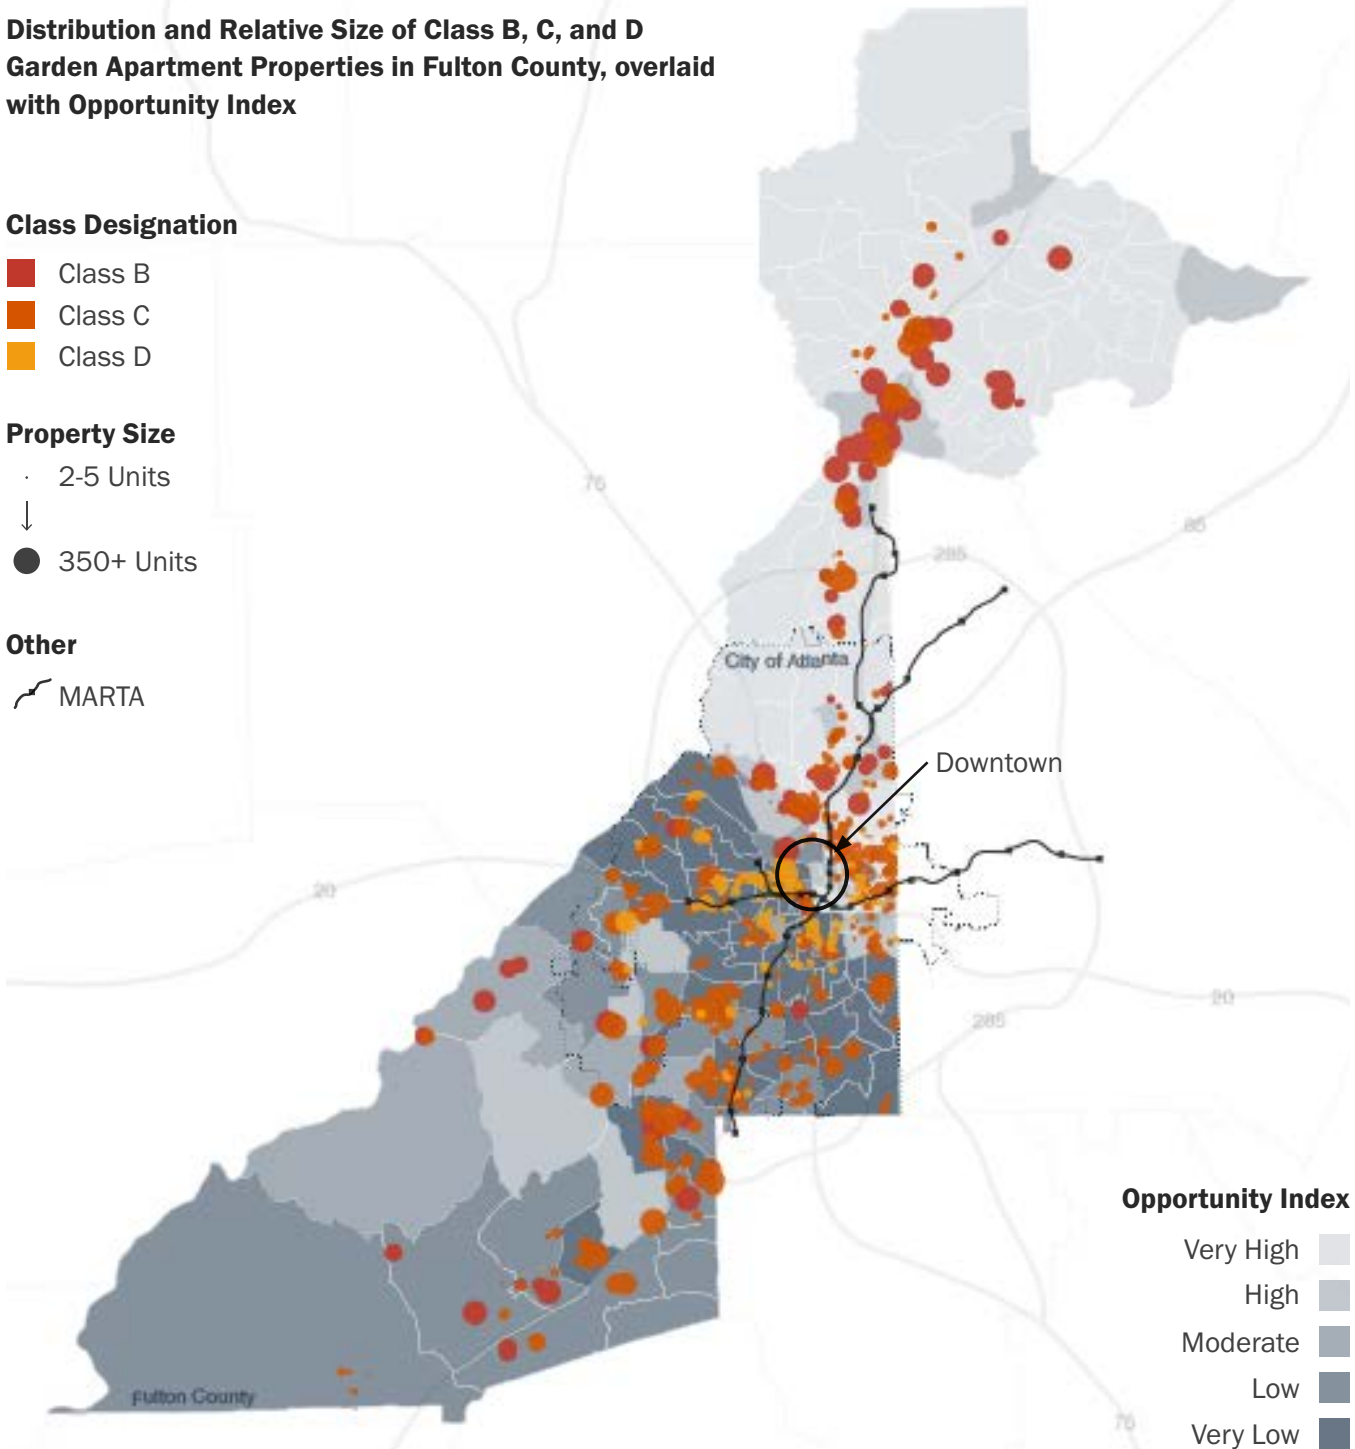 Distribution and Relative Size of Class B, C, and D
Garden Apartment Properties in Fulton County, overlaid
with Opportunity Index
Class Designation
Class B
Class C
Class D
Property Size
2-5 Units
350+ Units
Other
MARTA
75
85
285
City of Atlanta
Downtown
20
20
285
Fulton County
75
Opportunity Index
Very High
High
Moderate
Low
Very Low